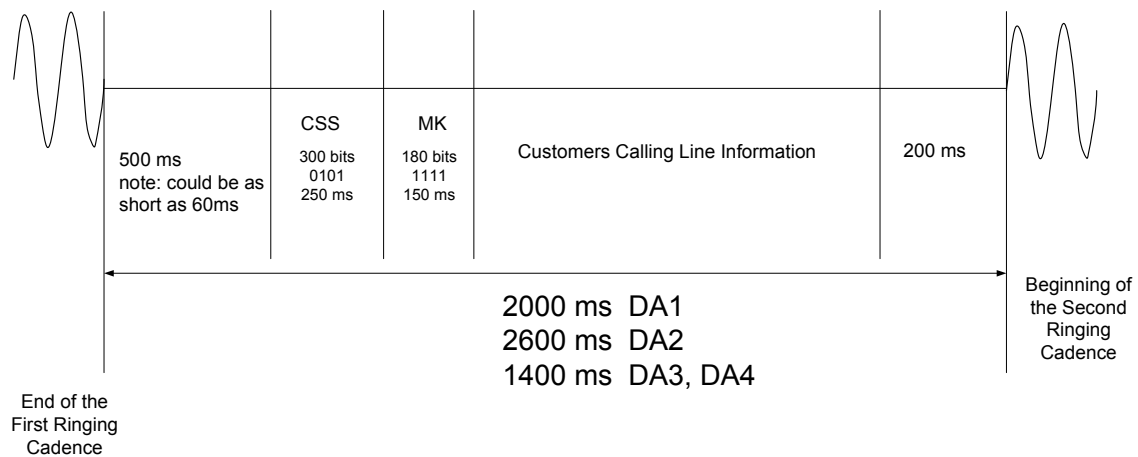 500 ms
note: could be as
short as 60ms
CSS
300 bits
0101
250 ms
MK
180 bits
1111
150 ms
Customers Calling Line Information
200 ms
2000 ms DA1
2600 ms DA2
1400 ms DA3, DA4
End of the
First Ringing
Cadence
Beginning of
the Second
Ringing
Cadence